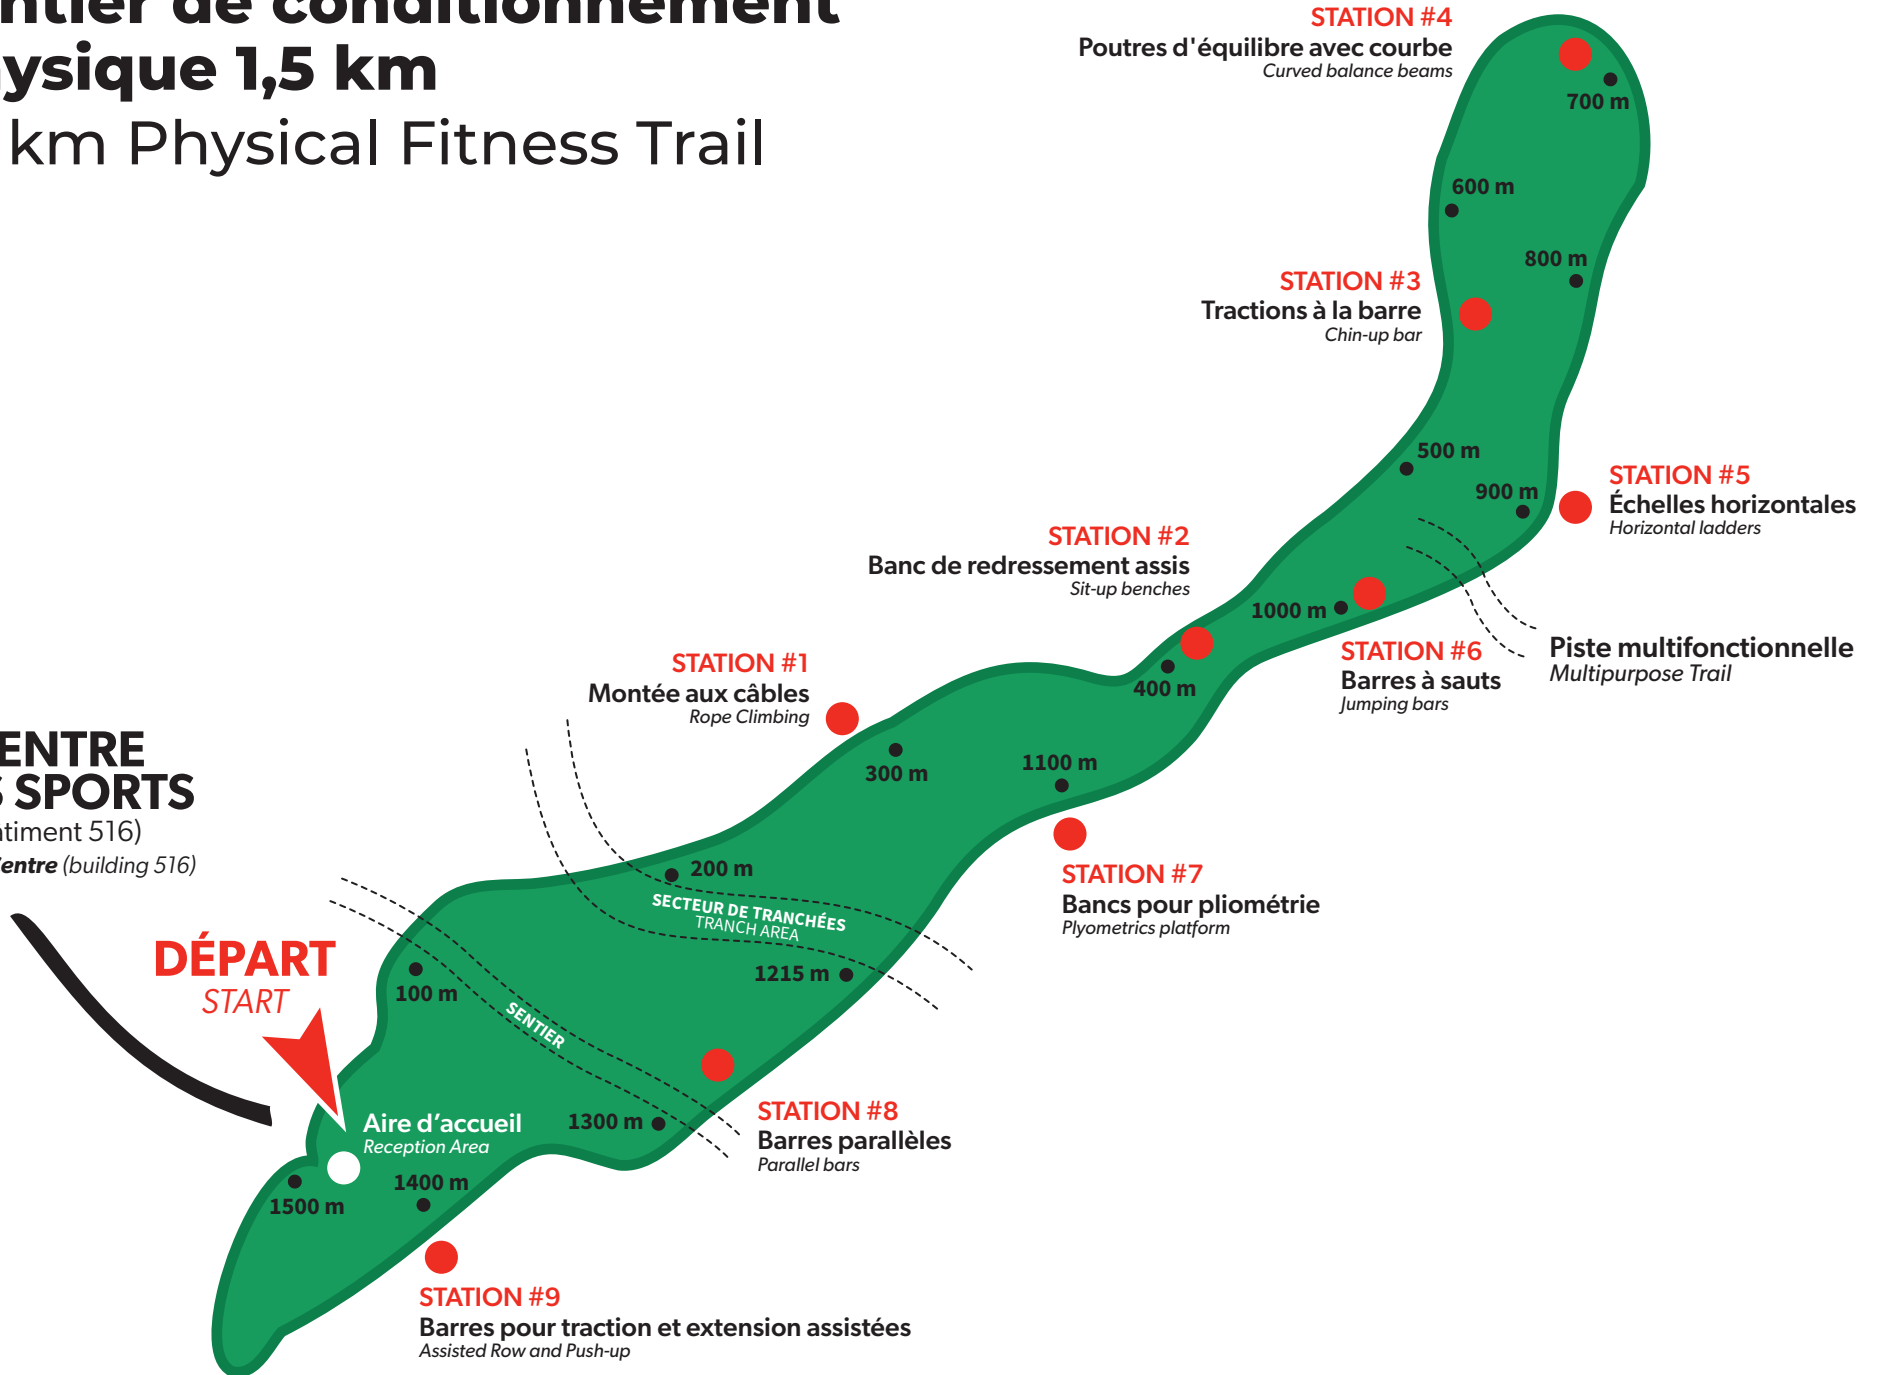 ntier de conditionnement
ysique 1,5 km
km Physical Fitness Trail
STATION #4
Poutres d'équilibre avec courbe
Curved balance beams
700 m
600 m
800 m
STATION #3
Tractions à la barre
Chin-up bar
500 m
900 m
STATION #5
Échelles horizontales
Horizontal ladders
STATION #2
Banc de redressement assis
Sit-up benches
1000 m
STATION #6
Barres à sauts
Jumping bars
Piste multifonctionnelle
Multipurpose Trail
400 m
STATION #1
Montée aux câbles
Rope Climbing
300 m
1100 m
STATION #7
Bancs pour pliométrie
Plyometrics platform
ENTRE
S SPORTS
timent 516)
entre (building 516)
200 m
SECTEUR DE TRANCHÉES
TRANCH AREA
1215 m
DÉPART
START
100 m
SENTIER
STATION #8
Barres parallèles
Parallel bars
1300 m
Aire d'accueil
Reception Area
1400 m
1500 m
STATION #9
Barres pour traction et extension assistées
Assisted Row and Push-up